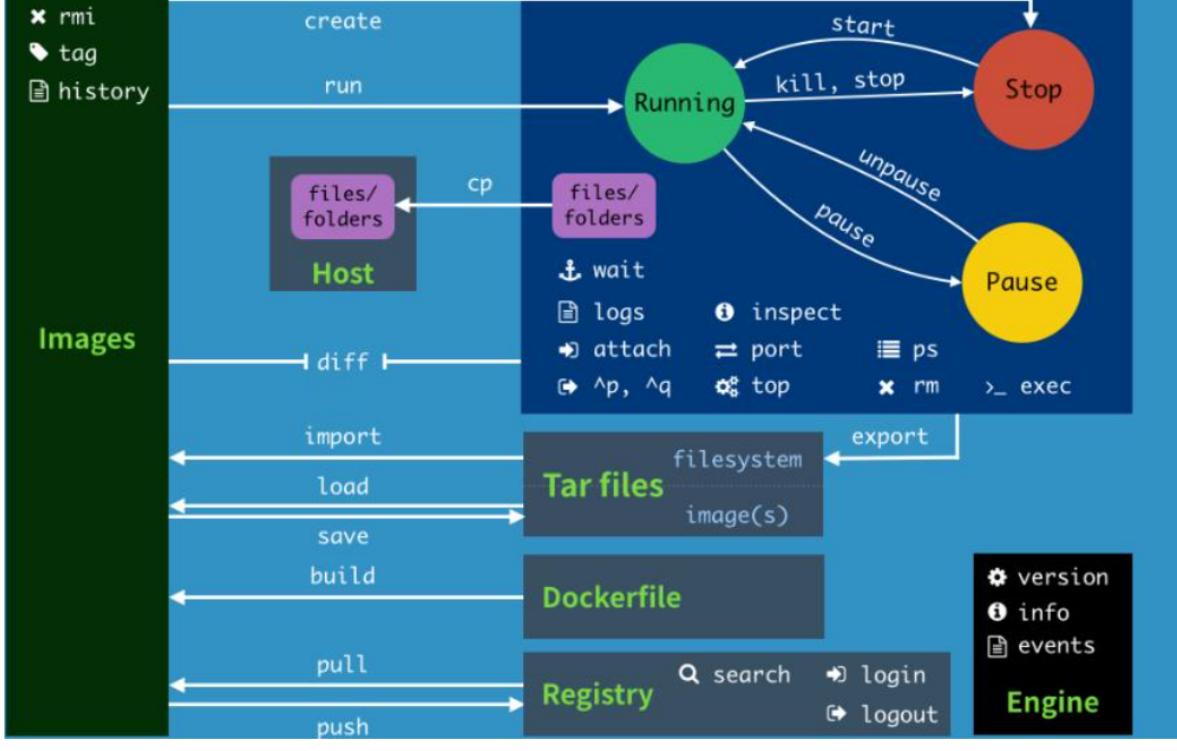 rmi
tag
history
create
run
start
kill, stop
Running
Stop
unpause
pause
Pause
files/
folders
Host
cp
files/
folders
wait
logs
inspect
attach
port
ps
^p, ^q
top
rm
>_ exec
Images
diff
import
export
load
save
Tar files
filesystem
image(s)
build
Dockerfile
version
info
events
Engine
pull
push
Registry
search
login
logout